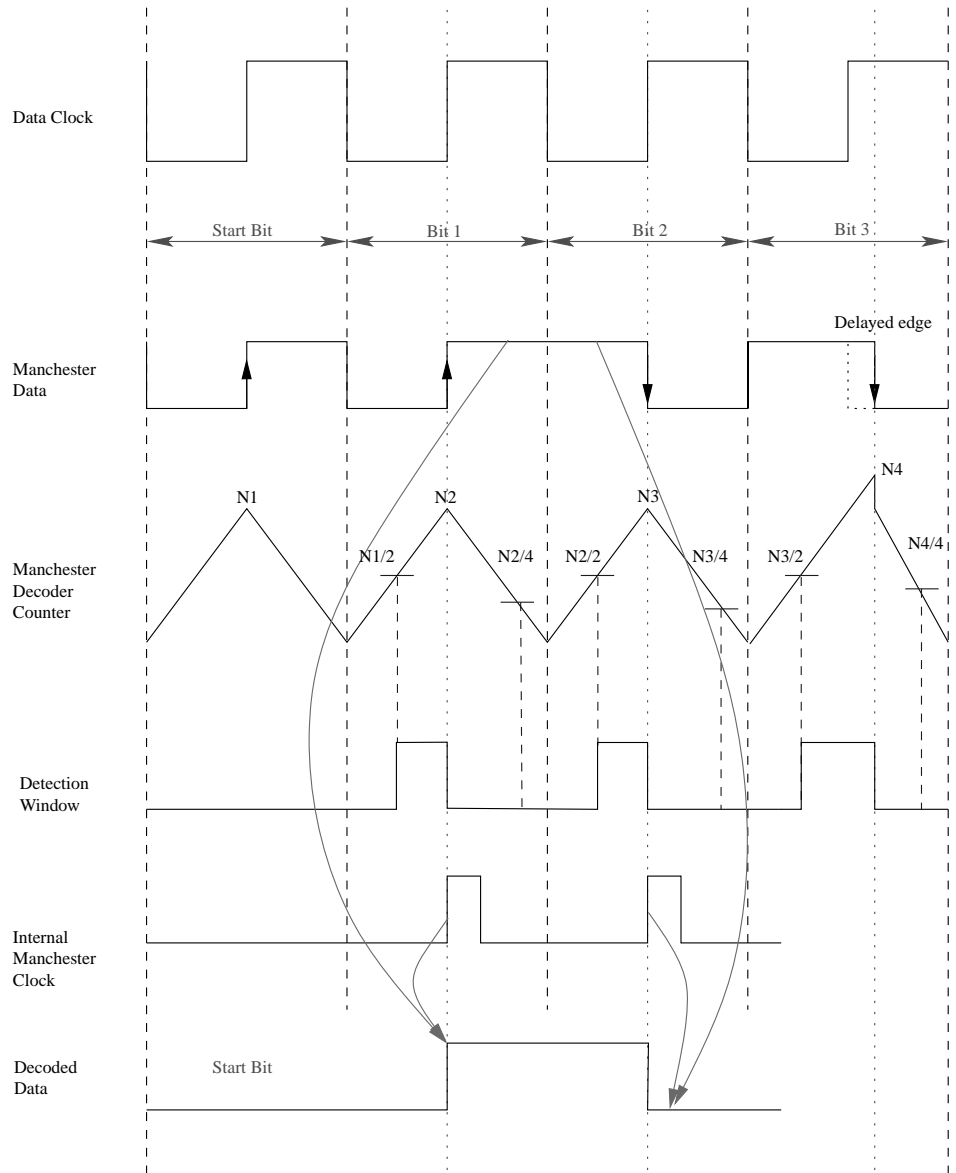 Data Clock
Start Bit
Bit 1
Bit 2
Bit 3
Delayed edge
Manchester
Data
N1
N2
N3
N4
N1/2
N2/4
N2/2
N3/4
N3/2
N4/4
Manchester
Decoder
Counter
Detection
Window
Internal
Manchester
Clock
Decoded
Data
Start Bit